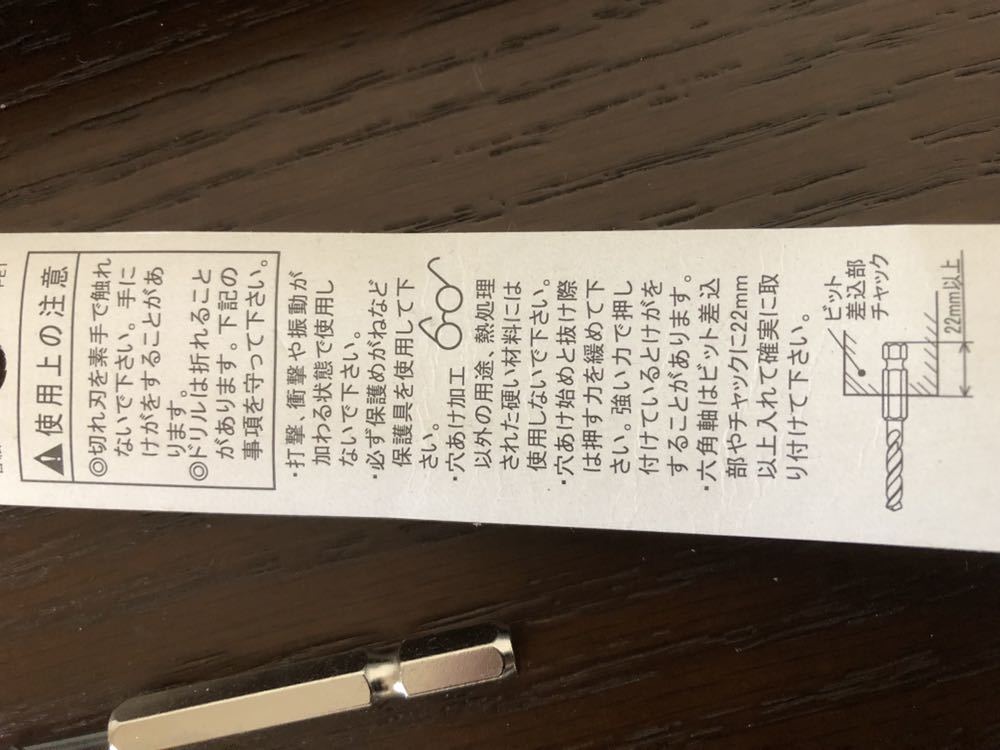 ⚠使用上の注意
◎切れ刃を素手で触れ
ないで下さい。手に
けがをすることがあ
ります。
◎ドリルは折れること
があります。下記の
事項を守って下さい。
・打撃、衝撃や振動が
加わる状態で使用し
ないで下さい。
・必ず保護めがねなど
保護具を使用して下
さい。
・穴あけ加工
以外の用途、熱処理
された硬い材料には
使用しないで下さい。
・穴あけ始めと抜け際
は押す力を緩めて下
さい。強い力で押し
付けているとけがを
することがあります。
・六角軸はビット差込
部やチャックに22mm
以上入れて確実に取
り付けて下さい。
ビット
差込部
チャック
22mm以上